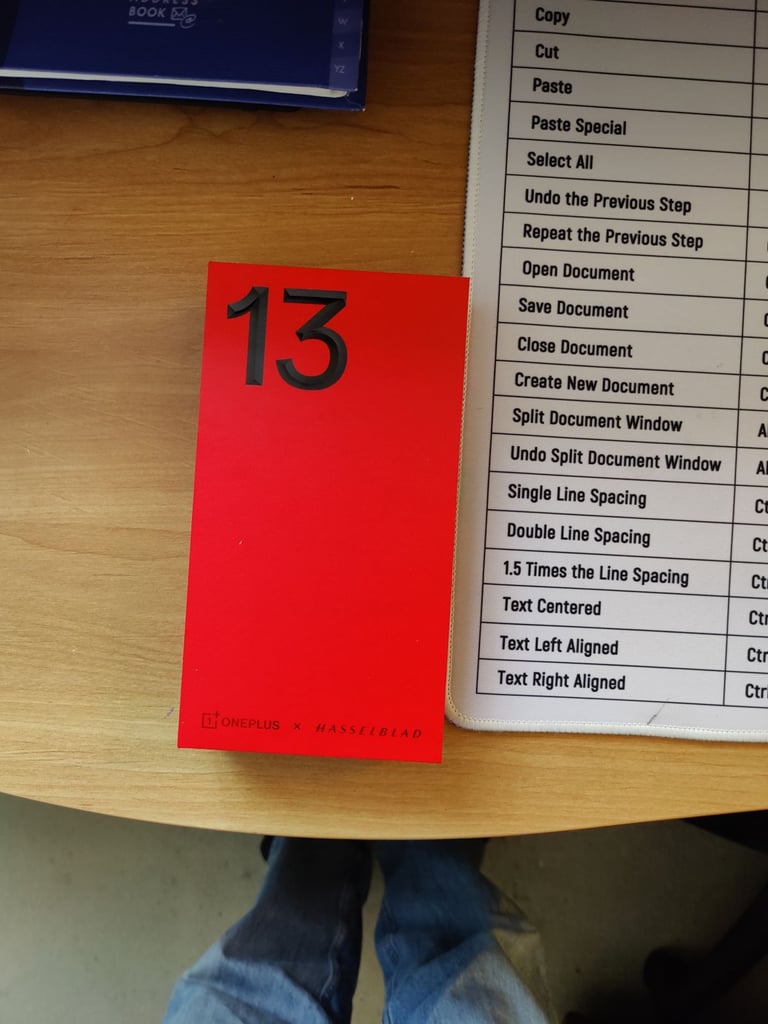 ADDRESS
BOOK
W
X
YZ
13
ONEPLUS × HASSELBLAD
Copy
Cut
Paste
Paste Special
Select All
Undo the Previous Step
Repeat the Previous Step
Open Document
Save Document
Close Document
Create New Document
Split Document Window
Undo Split Document Window
Single Line Spacing
Double Line Spacing
1.5 Times the Line Spacing
Text Centered
Text Left Aligned
Text Right Aligned